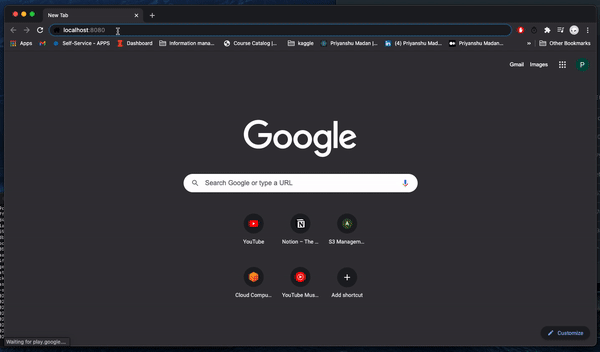 New Tab
localhost:8080
Apps
Self-Service - APPS
Dashboard
Information mana...
Course Catalog |...
kaggle
Priyanshu Madan...
(4) Priyanshu Mad...
Priyanshu Madan...
»
Other Bookmarks
Gmail
Images
P
Google
Search Google or type a URL
YouTube
Notion – The ...
A
S3 Managem...
Cloud Compu...
YouTube Mus...
Add shortcut
Waiting for play.google....
Customize